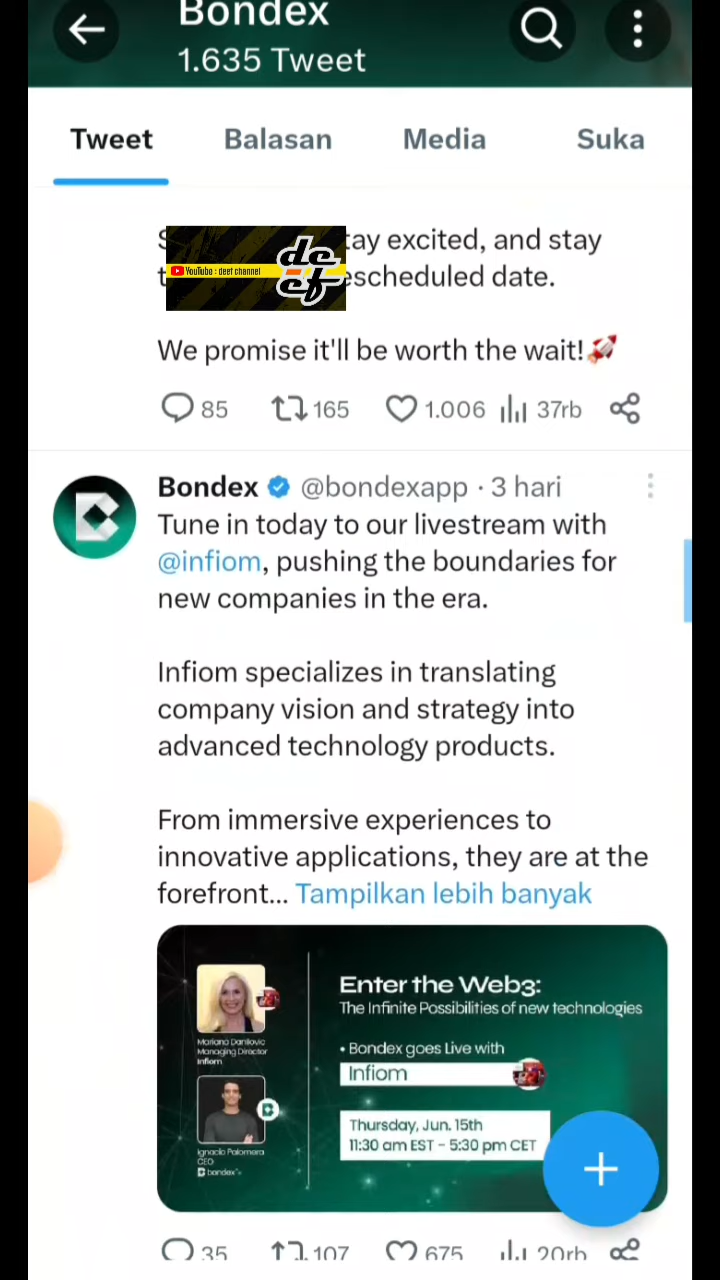 Bondex
1.635 Tweet
Tweet Balasan Media Suka
tay excited, and stay
YouTube : deet channel
escheduled date.
We promise it'll be worth the wait!🚀
85 165 1.006 37rb
Bondex @bondexapp · 3 hari
Tune in today to our livestream with
@infiom, pushing the boundaries for
new companies in the era.
Infiom specializes in translating
company vision and strategy into
advanced technology products.
From immersive experiences to
innovative applications, they are at the
forefront... Tampilkan lebih banyak
Enter the Web3:
The Infinite Possibilities of new technologies
Mariana Danilovic
Managing Director
Infiom
• Bondex goes Live with
Infiom
Thursday, Jun. 15th
11:30 am EST - 5:30 pm CET
Ignacio Palomera
CEO
bondex
35 107 675 20rb